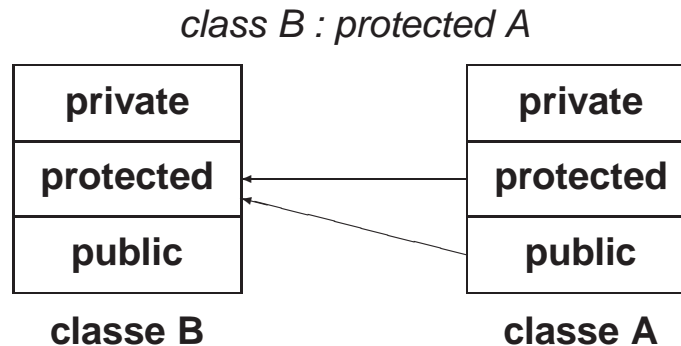 class B : protected A
private
protected
public
classe B
private
protected
public
classe A